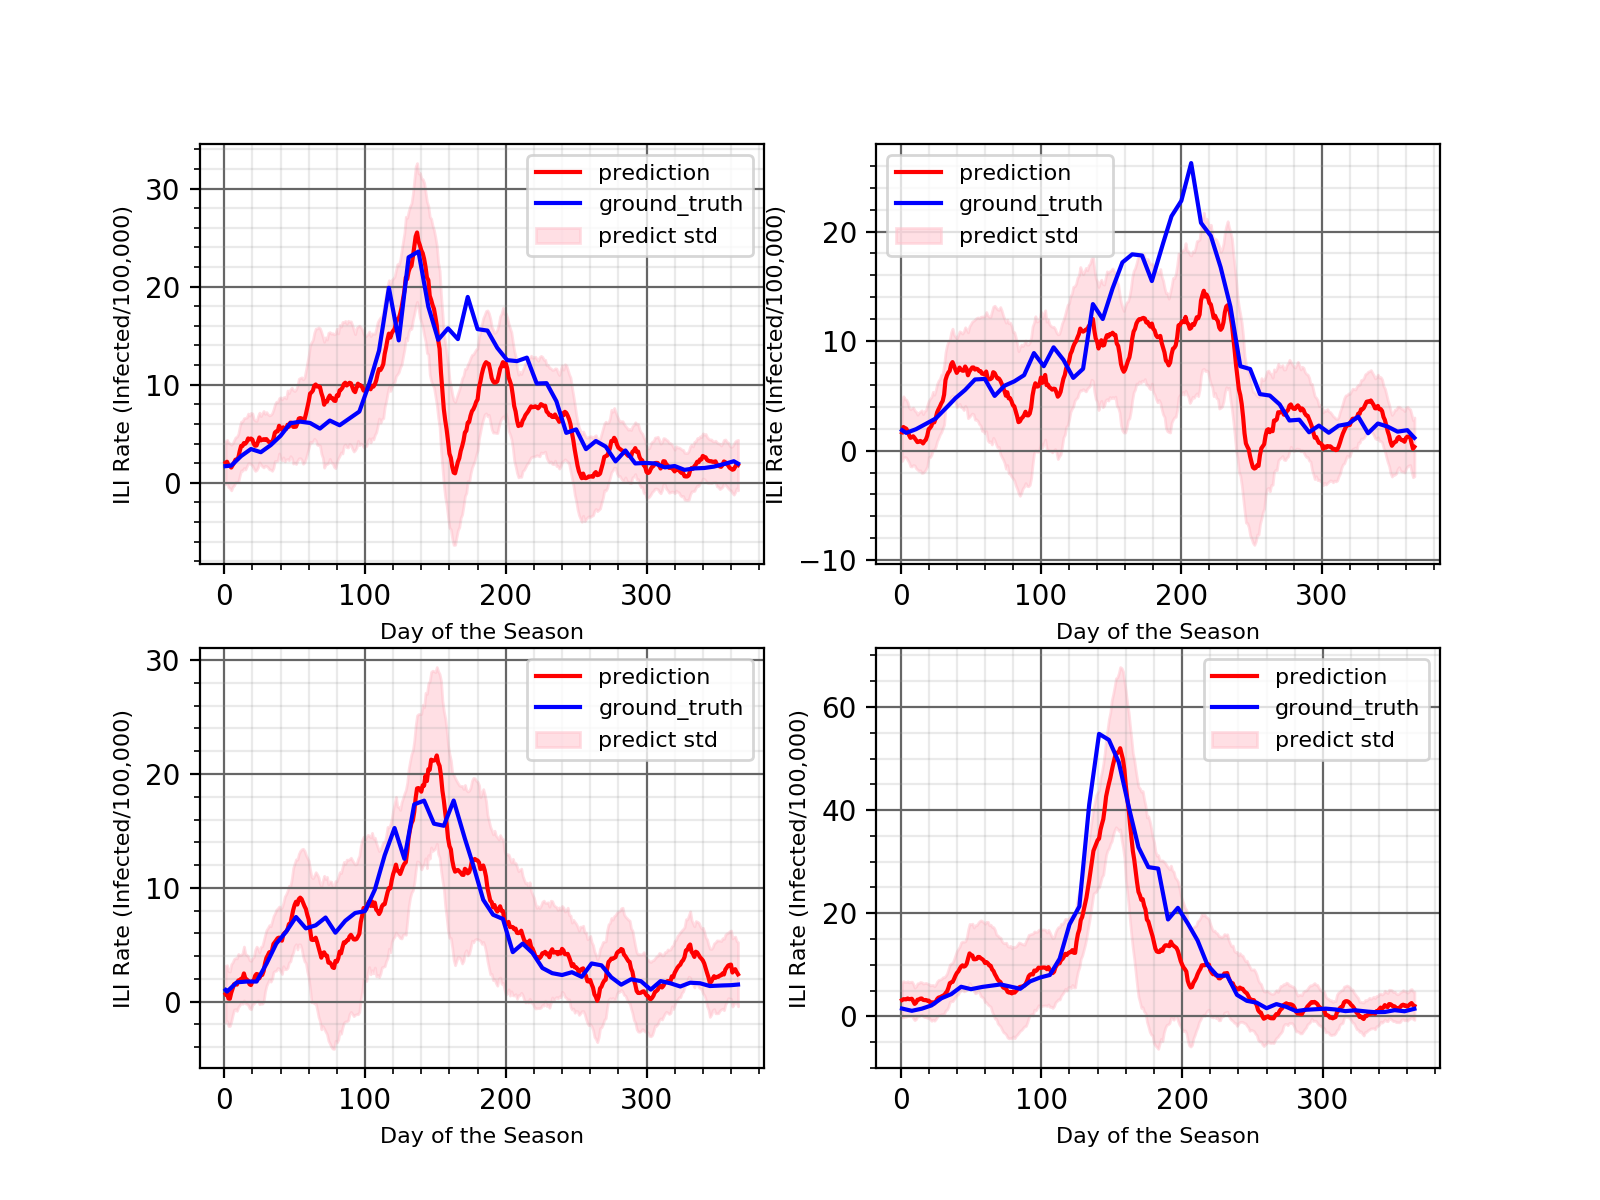 prediction
ground_truth
predict std
ILI Rate (Infected/100,000)
30
20
10
0
0 100 200 300
Day of the Season
prediction
ground_truth
predict std
ILI Rate (Infected/100,000)
20
10
0
−10
0 100 200 300
Day of the Season
prediction
ground_truth
predict std
ILI Rate (Infected/100,000)
30
20
10
0
0 100 200 300
Day of the Season
prediction
ground_truth
predict std
ILI Rate (Infected/100,000)
60
40
20
0
0 100 200 300
Day of the Season